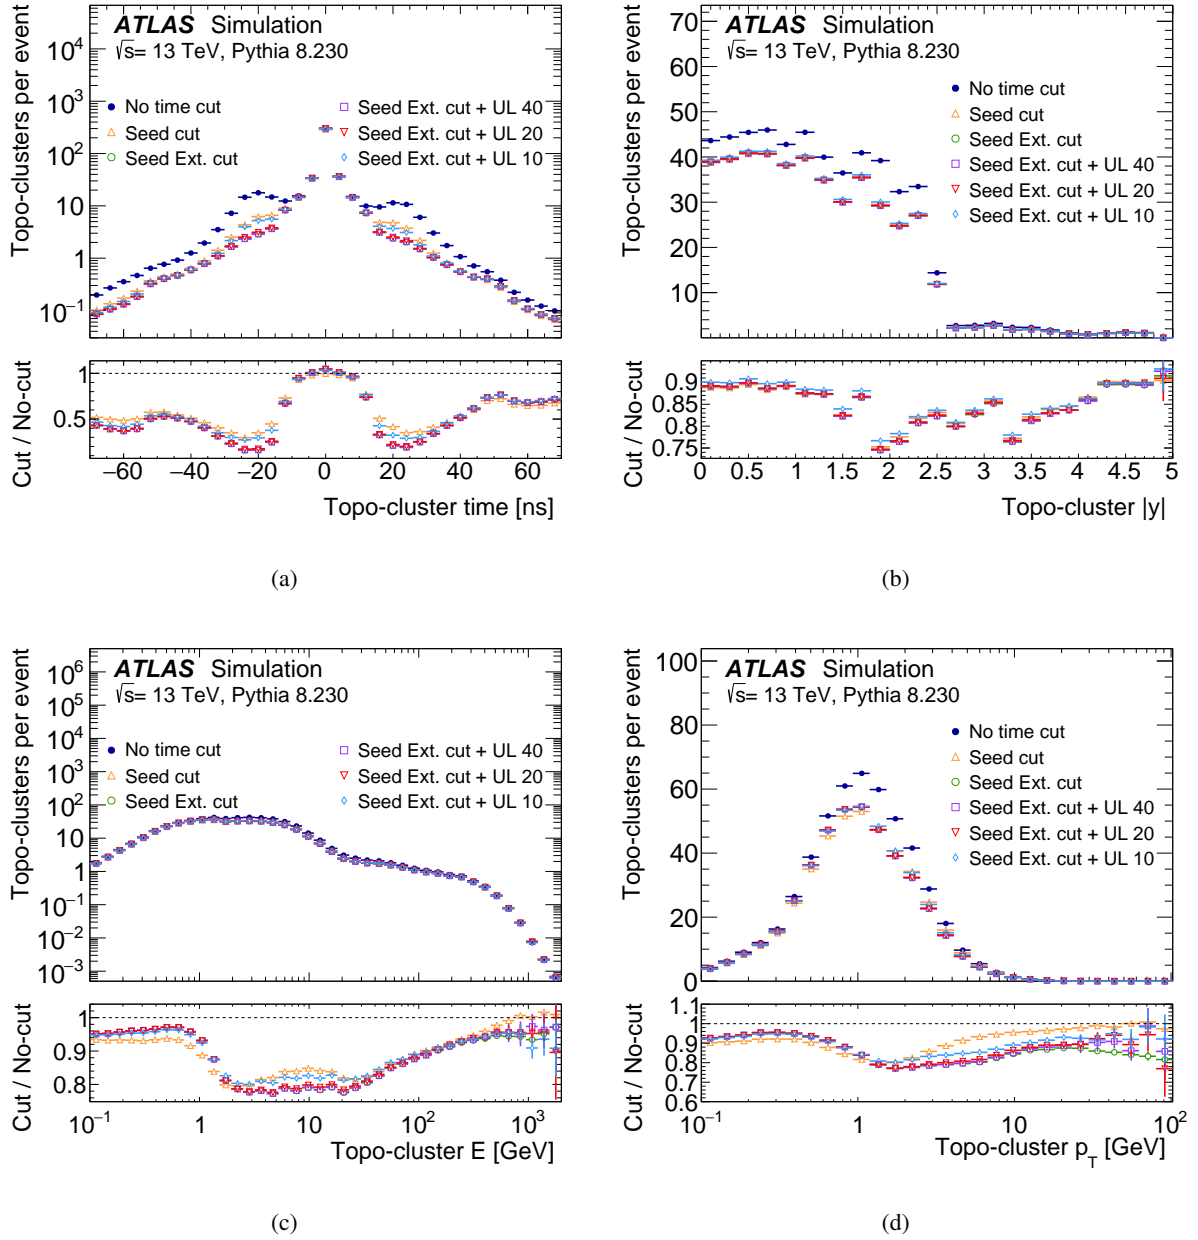 ATLAS Simulation
√s= 13 TeV, Pythia 8.230
Topo-clusters per event
10^4
10^3
10^2
10
1
10^−1
No time cut
Seed cut
Seed Ext. cut
Seed Ext. cut + UL 40
Seed Ext. cut + UL 20
Seed Ext. cut + UL 10
Cut / No-cut
1
0.5
−60 −40 −20 0 20 40 60
Topo-cluster time [ns]
(a)
ATLAS Simulation
√s= 13 TeV, Pythia 8.230
Topo-clusters per event
70
60
50
40
30
20
10
No time cut
Seed cut
Seed Ext. cut
Seed Ext. cut + UL 40
Seed Ext. cut + UL 20
Seed Ext. cut + UL 10
Cut / No-cut
0.9
0.85
0.8
0.75
0 0.5 1 1.5 2 2.5 3 3.5 4 4.5 5
Topo-cluster |y|
(b)
ATLAS Simulation
√s= 13 TeV, Pythia 8.230
Topo-clusters per event
10^6
10^5
10^4
10^3
10^2
10
1
10^−1
10^−2
10^−3
No time cut
Seed cut
Seed Ext. cut
Seed Ext. cut + UL 40
Seed Ext. cut + UL 20
Seed Ext. cut + UL 10
Cut / No-cut
1
0.9
0.8
10^−1 1 10 10^2 10^3
Topo-cluster E [GeV]
(c)
ATLAS Simulation
√s= 13 TeV, Pythia 8.230
Topo-clusters per event
100
80
60
40
20
0
No time cut
Seed cut
Seed Ext. cut
Seed Ext. cut + UL 40
Seed Ext. cut + UL 20
Seed Ext. cut + UL 10
Cut / No-cut
1.1
1
0.9
0.8
0.7
0.6
10^−1 1 10 10^2
Topo-cluster p_T [GeV]
(d)